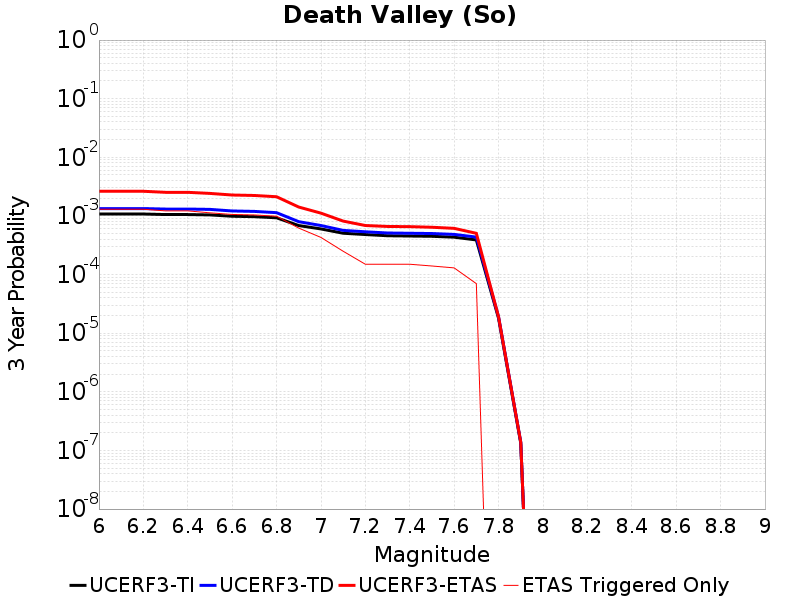 Death Valley (So)
10^0
10^-1
10^-2
10^-3
10^-4
10^-5
10^-6
10^-7
10^-8
3 Year Probability
6 6.2 6.4 6.6 6.8 7 7.2 7.4 7.6 7.8 8 8.2 8.4 8.6 8.8 9
Magnitude
UCERF3-TI UCERF3-TD UCERF3-ETAS ETAS Triggered Only